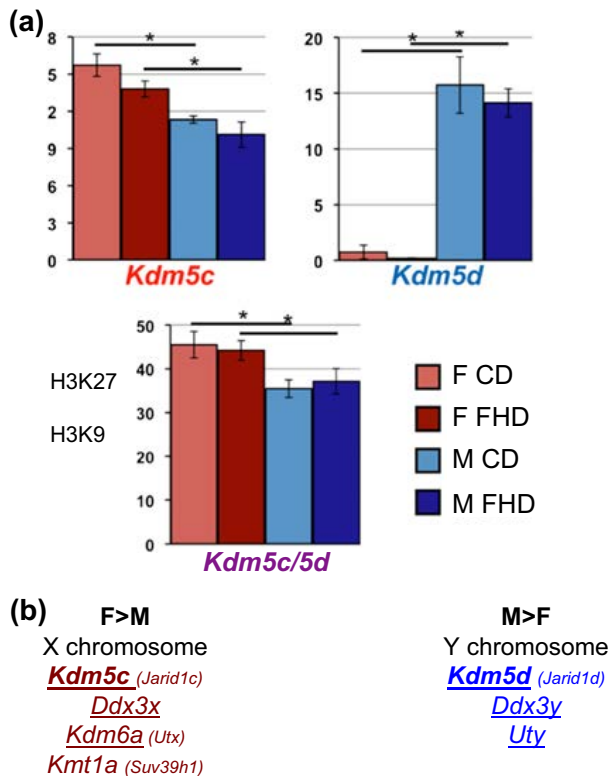 (a)
8
5
2
9
0
* *
Kdm5c
20
15
10
5
0
* *
Kdm5d
50
40
30
20
10
0
* *
Kdm5c/5d
H3K27
H3K9
F CD
F FHD
M CD
M FHD
(b)
F>M
X chromosome
Kdm5c (Jarid1c)
Ddx3x
Kdm6a (Utx)
Kmt1a (Suv39h1)
M>F
Y chromosome
Kdm5d (Jarid1d)
Ddx3y
Uty